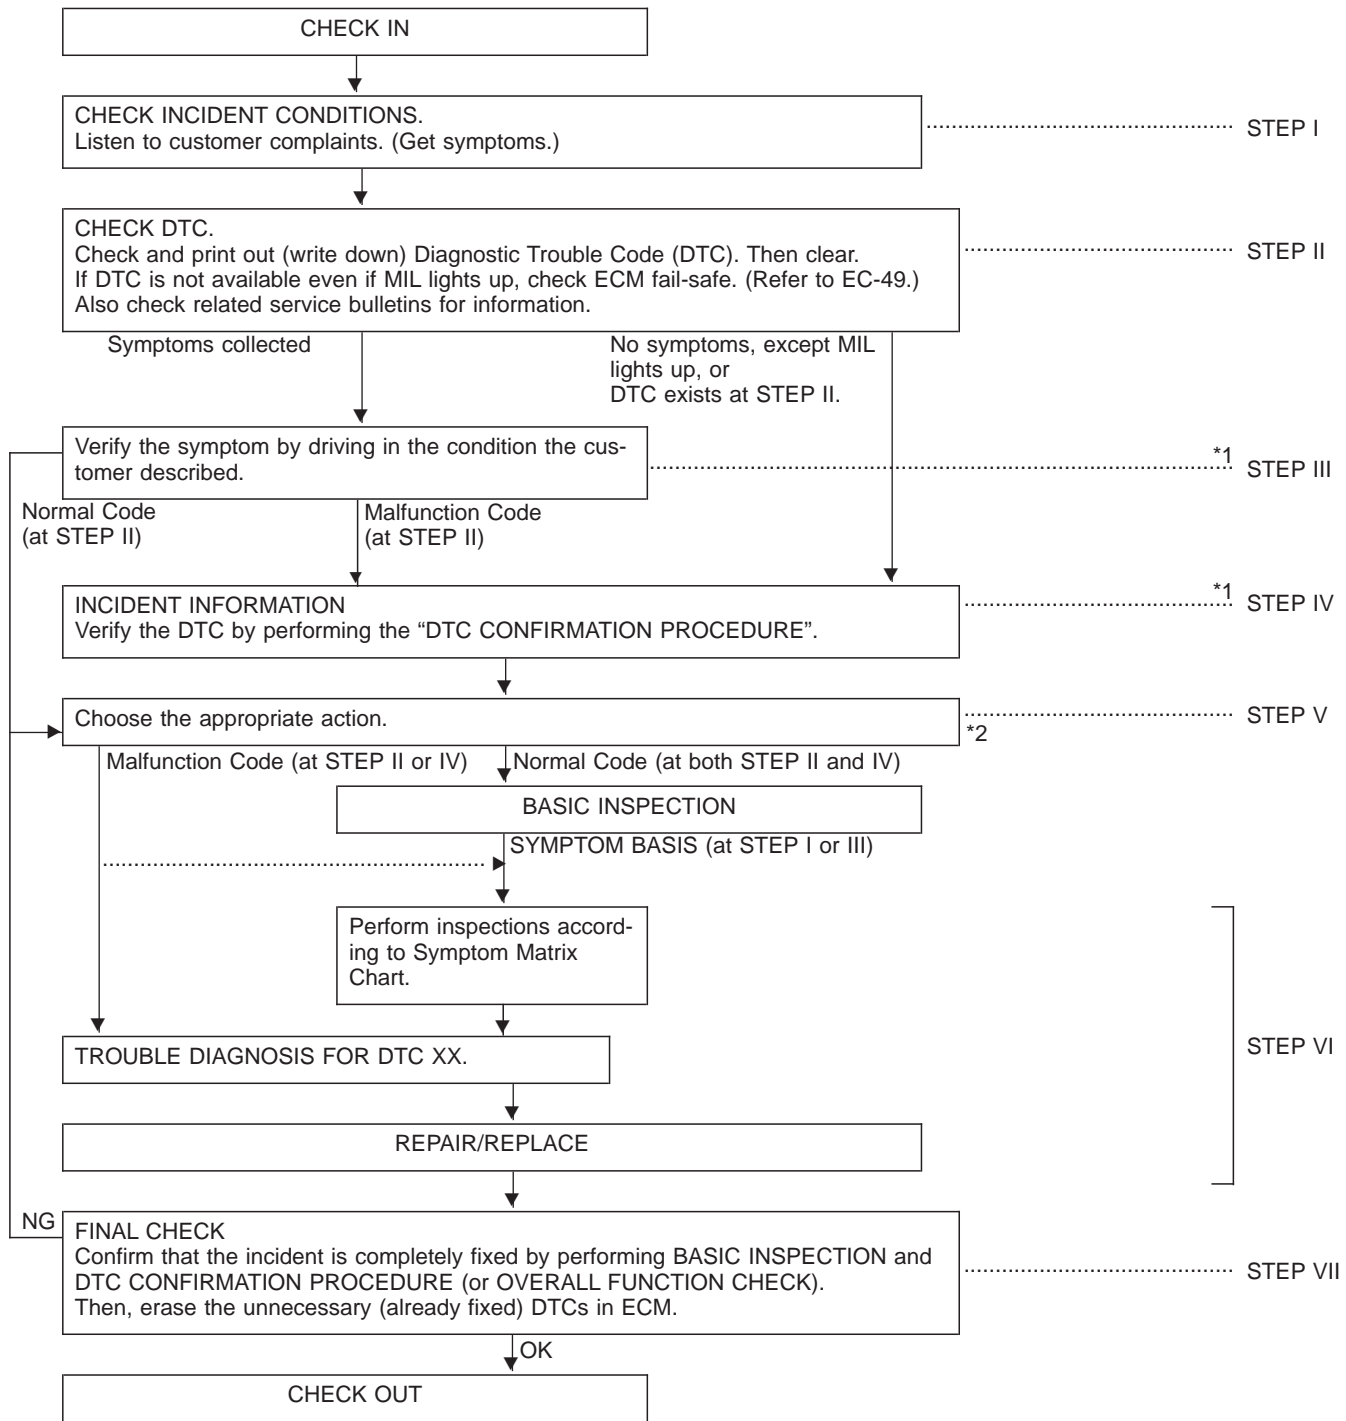 CHECK IN
CHECK INCIDENT CONDITIONS.
Listen to customer complaints. (Get symptoms.)
STEP I
CHECK DTC.
Check and print out (write down) Diagnostic Trouble Code (DTC). Then clear.
If DTC is not available even if MIL lights up, check ECM fail-safe. (Refer to EC-49.)
Also check related service bulletins for information.
STEP II
Symptoms collected
No symptoms, except MIL
lights up, or
DTC exists at STEP II.
Verify the symptom by driving in the condition the cus-
tomer described.
*1
STEP III
Normal Code
(at STEP II)
Malfunction Code
(at STEP II)
INCIDENT INFORMATION
Verify the DTC by performing the “DTC CONFIRMATION PROCEDURE”.
*1
STEP IV
Choose the appropriate action.
*2
STEP V
Malfunction Code (at STEP II or IV)
Normal Code (at both STEP II and IV)
BASIC INSPECTION
SYMPTOM BASIS (at STEP I or III)
Perform inspections accord-
ing to Symptom Matrix
Chart.
TROUBLE DIAGNOSIS FOR DTC XX.
STEP VI
REPAIR/REPLACE
NG
FINAL CHECK
Confirm that the incident is completely fixed by performing BASIC INSPECTION and
DTC CONFIRMATION PROCEDURE (or OVERALL FUNCTION CHECK).
Then, erase the unnecessary (already fixed) DTCs in ECM.
STEP VII
OK
CHECK OUT